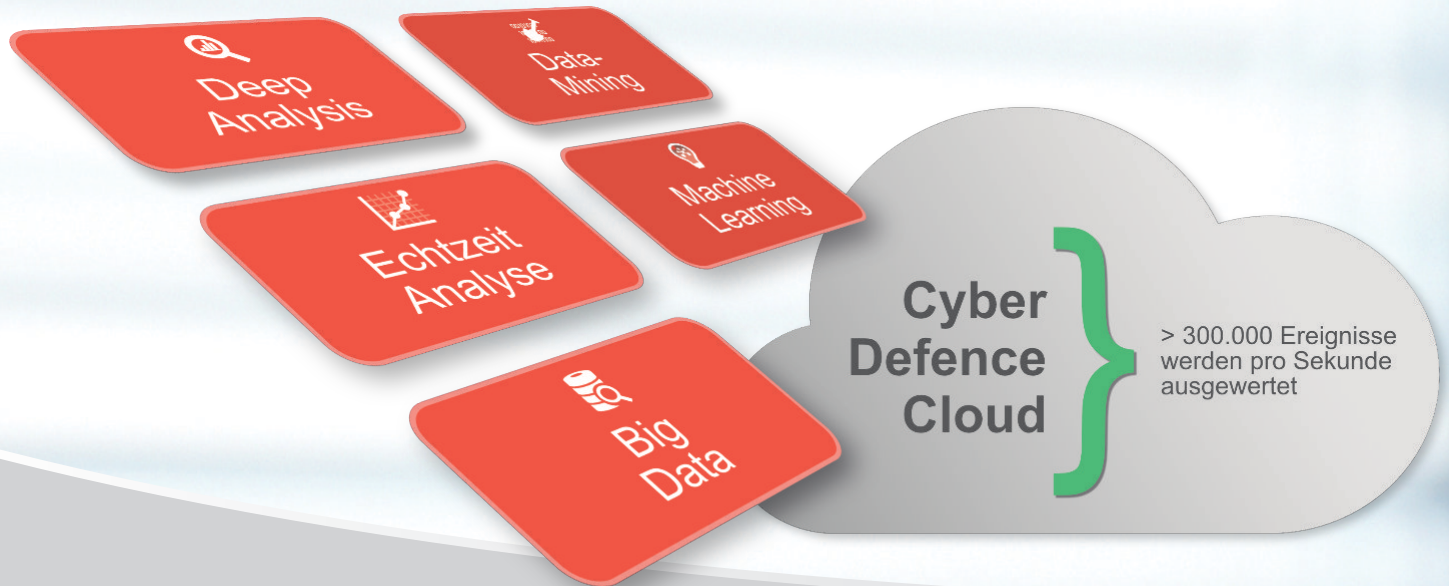 Deep
Analysis
Data-
Mining
Echtzeit
Analyse
Machine
Learning
Big
Data
Cyber
Defence
Cloud
> 300.000 Ereignisse
werden pro Sekunde
ausgewertet